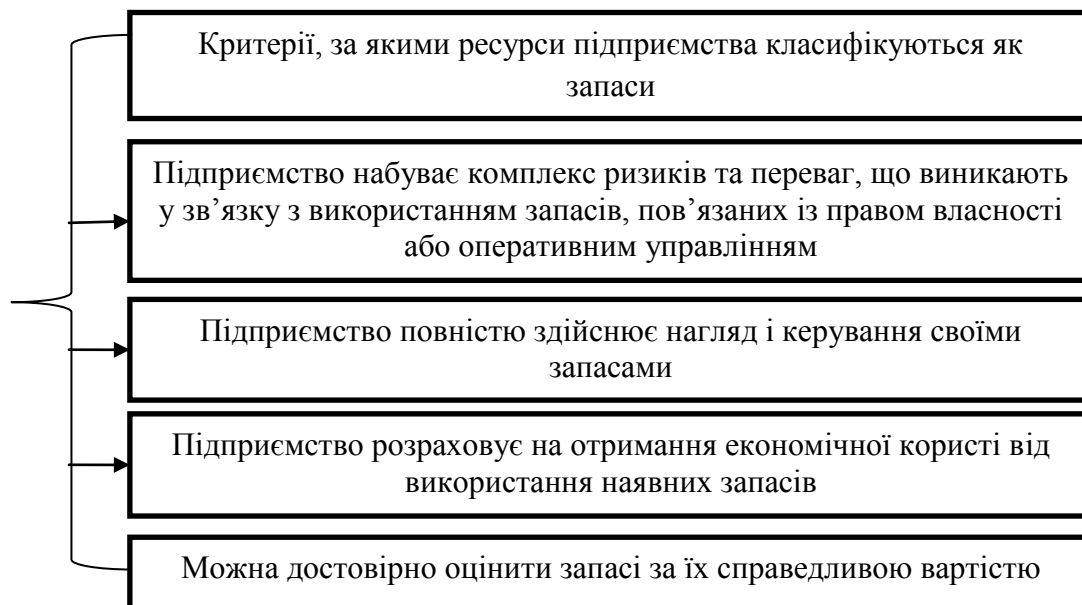 Критерії, за якими ресурси підприємства класифікуються як
запаси
Підприємство набуває комплекс ризиків та переваг, що виникають
у зв’язку з використанням запасів, пов’язаних із правом власності
або оперативним управлінням
Підприємство повністю здійснює нагляд і керування своїми
запасами
Підприємство розраховує на отримання економічної користі від
використання наявних запасів
Можна достовірно оцінити запасі за їх справедливою вартістю